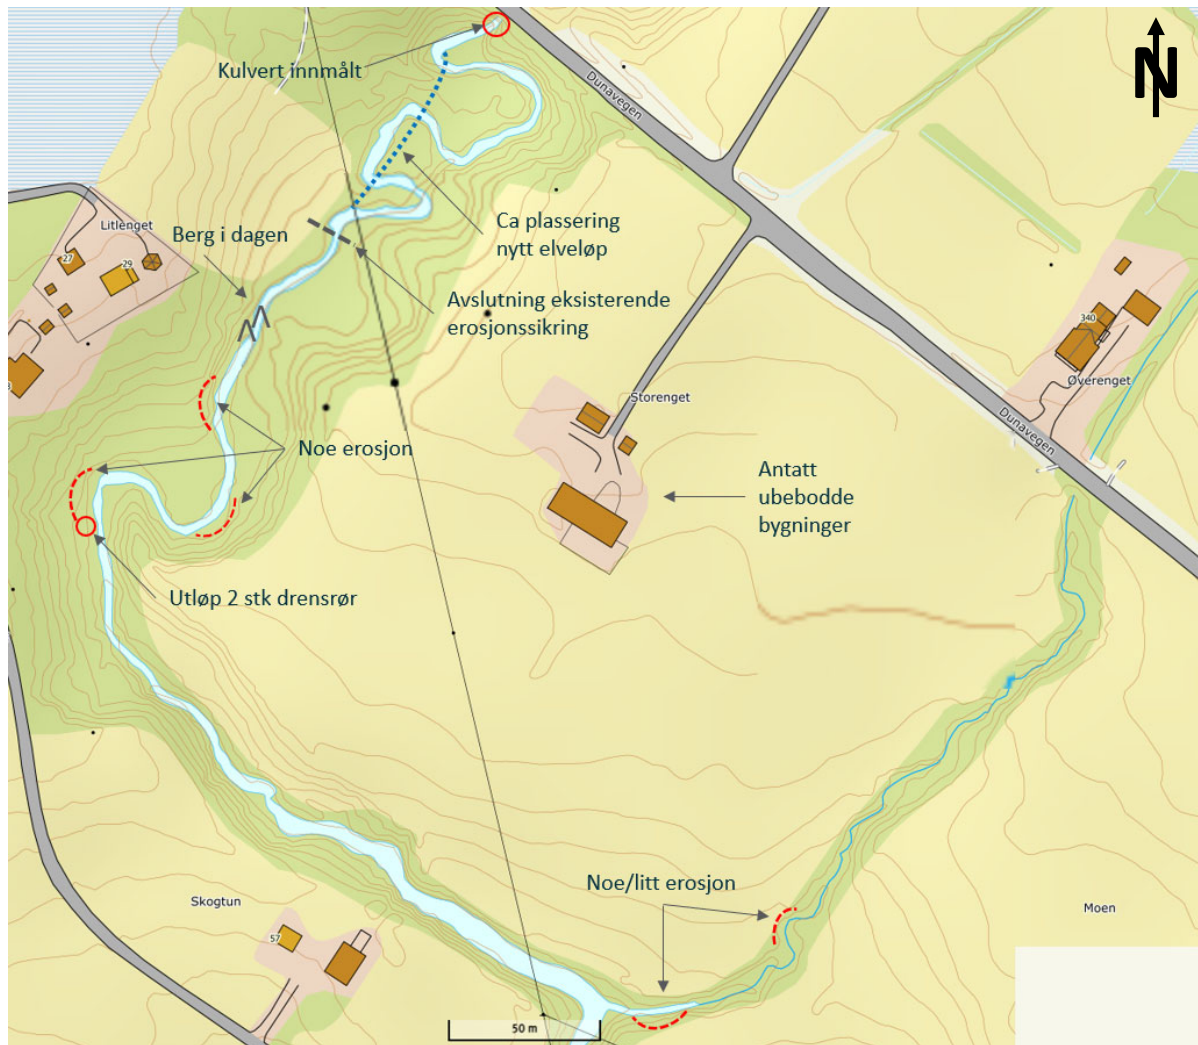 N
Kulvert innmålt
Dunavegen
Litlenget
Berg i dagen
Ca plassering
nytt elveløp
27
29
Avslutning eksisterende
erosjonssikring
340
Øverenget
Storenget
Dunavegen
Noe erosjon
Antatt
ubebodde
bygninger
Utløp 2 stk drensrør
Noe/litt erosjon
Skogtun
Moen
57
50 m